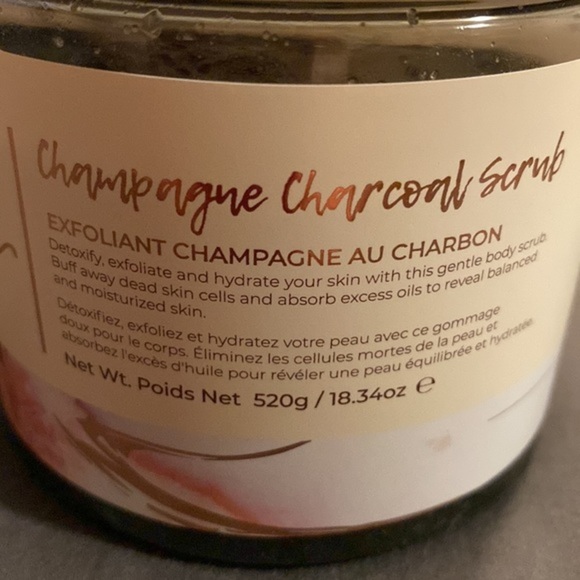 Champagne Charcoal Scrub
EXFOLIANT CHAMPAGNE AU CHARBON
Detoxify, exfoliate and hydrate your skin with this gentle body scrub.
Buff away dead skin cells and absorb excess oils to reveal balanced
and moisturized skin.
Détoxifiez, exfoliez et hydratez votre peau avec ce gommage
doux pour le corps. Éliminez les cellules mortes de la peau et
absorbez l'excès d'huile pour révéler une peau équilibrée et hydratée.
Net Wt. Poids Net 520g / 18.34oz ℮